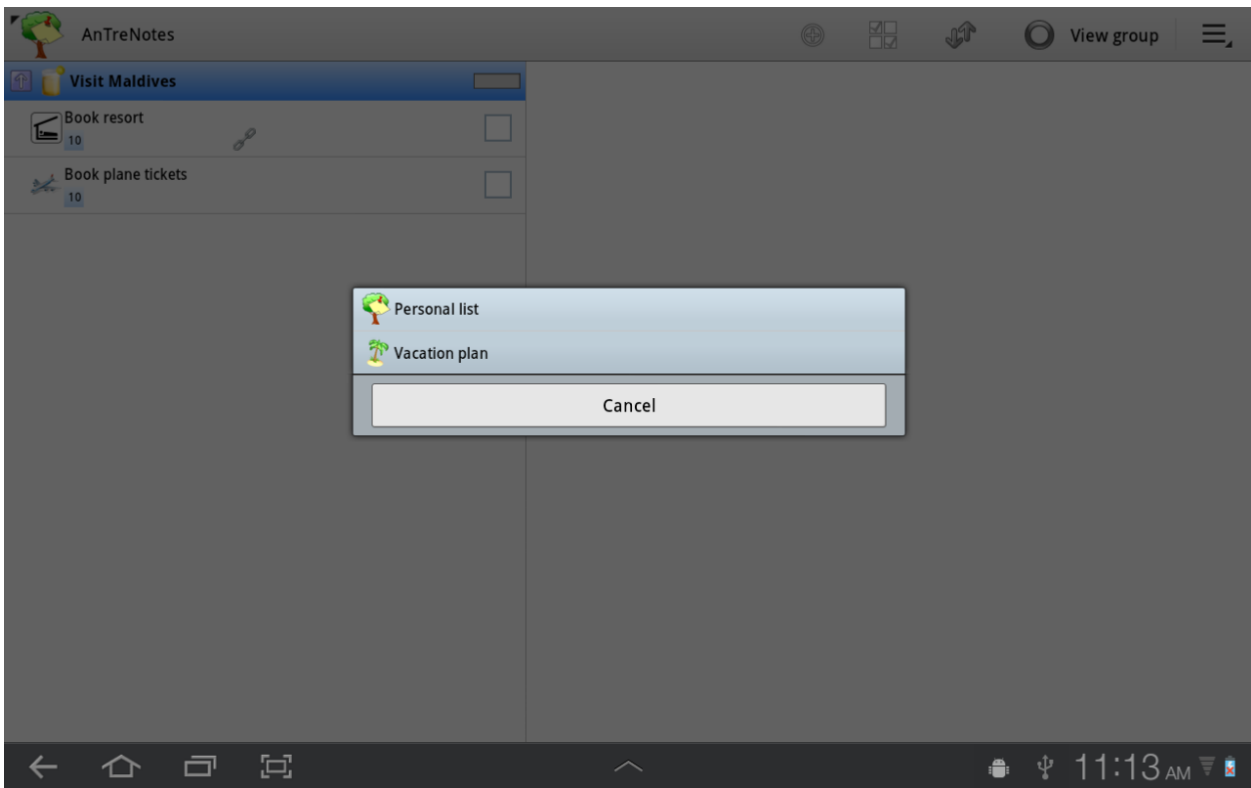 AnTreNotes
View group
Visit Maldives
Book resort
10
Book plane tickets
10
Personal list
Vacation plan
Cancel
11:13 AM